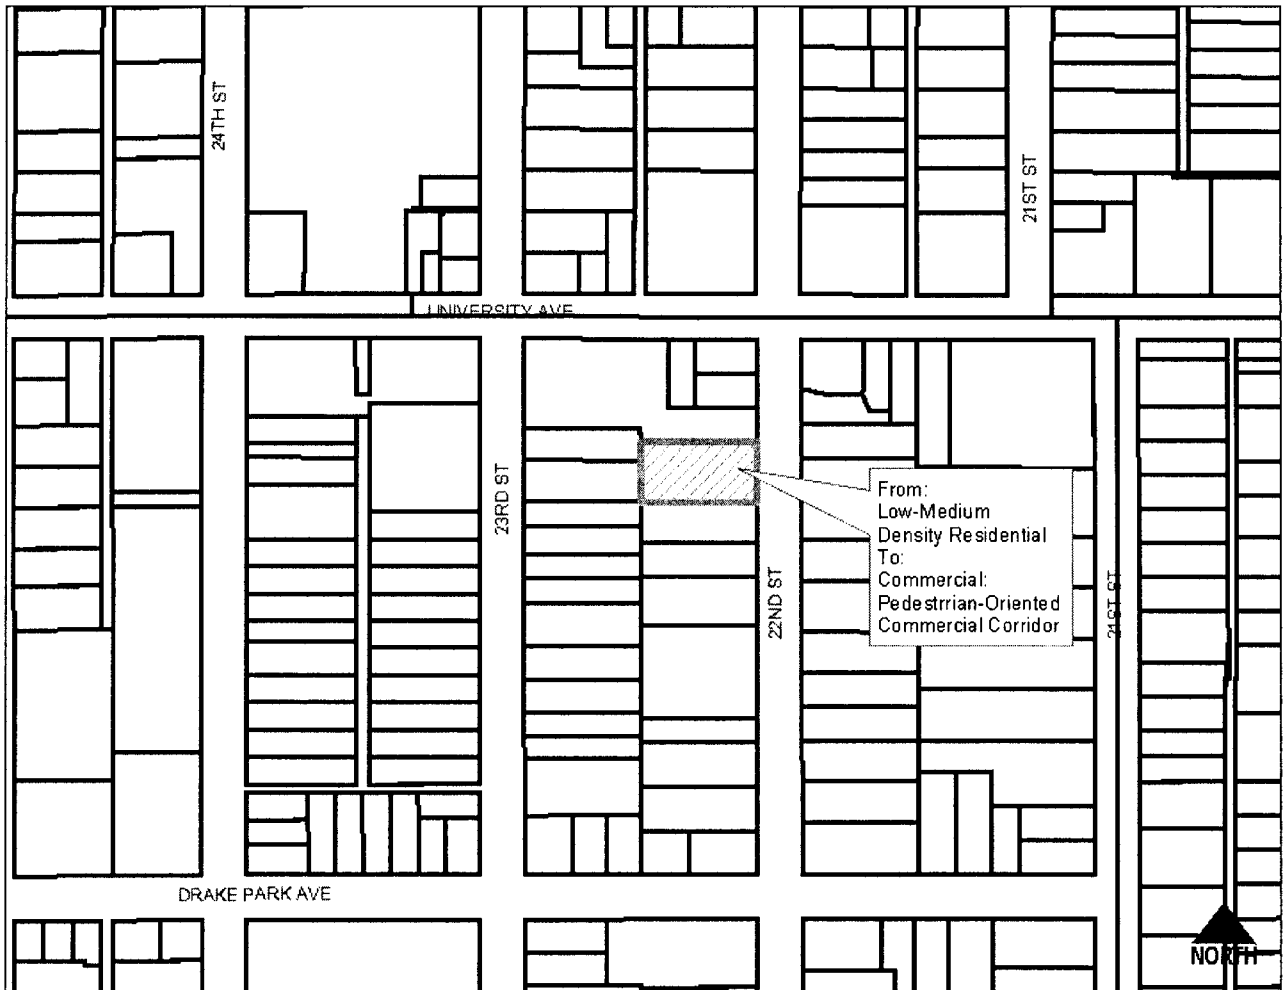 24TH ST
21ST ST
UNIVERSITY AVE
23RD ST
From:
Low-Medium
Density Residential
To:
Commercial:
Pedestrrian-Oriented
Commercial Corridor
22ND ST
21ST ST
DRAKE PARK AVE
NORTH